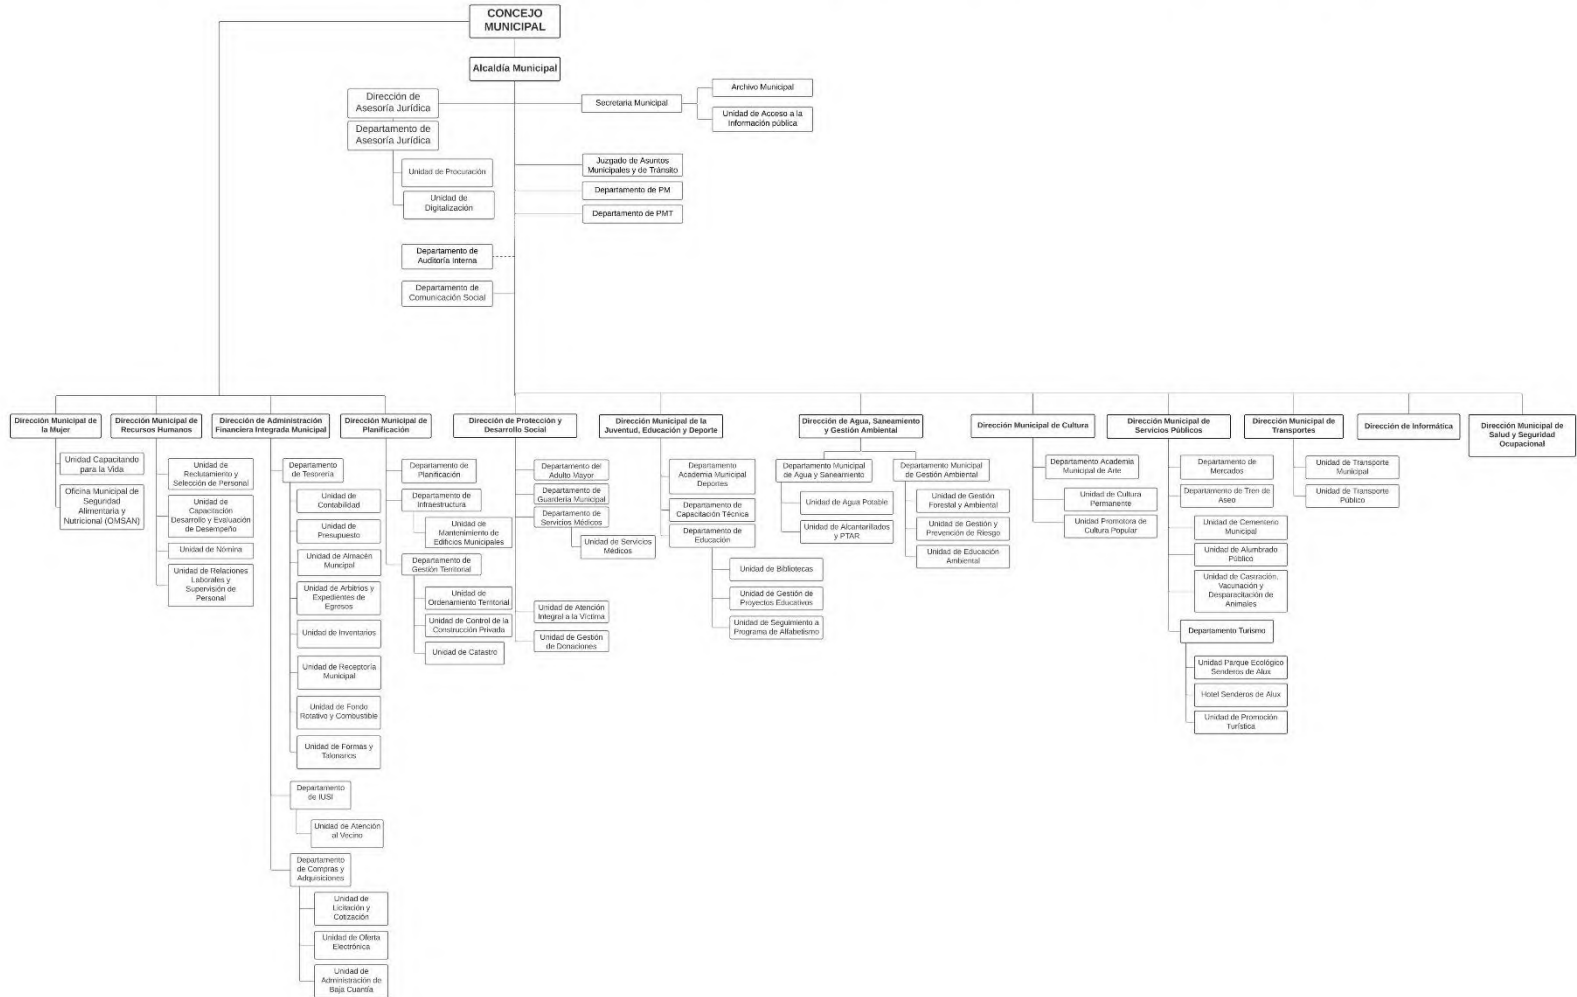 CONCEJO
MUNICIPAL
Alcaldía Municipal
Dirección de
Asesoría Jurídica
Departamento de
Asesoría Jurídica
Unidad de Procuración
Unidad de
Digitalización
Secretaria Municipal
Archivo Municipal
Unidad de Acceso a la
Información pública
Juzgado de Asuntos
Municipales y de Tránsito
Departamento de PM
Departamento de PMT
Departamento de
Auditoría Interna
Departamento de
Comunicación Social
Dirección Municipal de
la Mujer
Unidad Capacitando
para la Vida
Oficina Municipal de
Seguridad
Alimentaria y
Nutricional (OMSAN)
Dirección Municipal de
Recursos Humanos
Unidad de
Reclutamiento y
Selección de Personal
Unidad de
Capacitación
Desarrollo y Evaluación
de Desempeño
Unidad de Nómina
Unidad de Relaciones
Laborales y
Supervisión de
Personal
Dirección de Administración
Financiera Integrada Municipal
Departamento
de Tesorería
Unidad de
Contabilidad
Unidad de
Presupuesto
Unidad de Almacén
Muncipal
Unidad de Arbitrios y
Expedientes de
Egresos
Unidad de Inventarios
Unidad de Receptoría
Municipal
Unidad de Fondo
Rotativo y Combustible
Unidad de Formas y
Talonarios
Departamento
de IUSI
Unidad de Atención
al Vecino
Departamento
de Compras y
Adquisiciones
Unidad de
Licitación y
Cotización
Unidad de Oferta
Electrónica
Unidad de
Administración de
Baja Cuantía
Dirección Municipal de
Planificación
Departamento de
Planificación
Departamento de
Infraestructura
Unidad de
Mantenimiento de
Edificios Municipales
Departamento de
Gestión Territorial
Unidad de
Ordenamiento Territorial
Unidad de Control de la
Construcción Privada
Unidad de Catastro
Dirección de Protección y
Desarrollo Social
Departamento del
Adulto Mayor
Departamento de
Guardería Municipal
Departamento de
Servicios Médicos
Unidad de Servicios
Médicos
Unidad de Atención
Integral a la Víctima
Unidad de Gestión
de Donaciones
Dirección Municipal de la
Juventud, Educación y Deporte
Departamento
Academia Municipal
Deportes
Departamento de
Capacitación Técnica
Departamento de
Educación
Unidad de Bibliotecas
Unidad de Gestión de
Proyectos Educativos
Unidad de Seguimiento a
Programa de Alfabetismo
Dirección de Agua, Saneamiento
y Gestión Ambiental
Departamento Municipal
de Agua y Saneamiento
Unidad de Agua Potable
Unidad de Alcantarillados
y PTAR
Departamento Municipal
de Gestión Ambiental
Unidad de Gestión
Forestal y Ambiental
Unidad de Gestión y
Prevención de Riesgo
Unidad de Educación
Ambiental
Dirección Municipal de Cultura
Departamento Academia
Municipal de Arte
Unidad de Cultura
Permanente
Unidad Promotora de
Cultura Popular
Dirección Municipal de
Servicios Públicos
Departamento de
Mercados
Departamento de Tren de
Aseo
Unidad de Cementerio
Municipal
Unidad de Alumbrado
Público
Unidad de Castración,
Vacunación y
Desparacitación de
Animales
Departamento Turismo
Unidad Parque Ecológico
Senderos de Alux
Hotel Senderos de Alux
Unidad de Promoción
Turística
Dirección Municipal de
Transportes
Unidad de Transporte
Municipal
Unidad de Transporte
Público
Dirección de Informática
Dirección Municipal de
Salud y Seguridad
Ocupacional